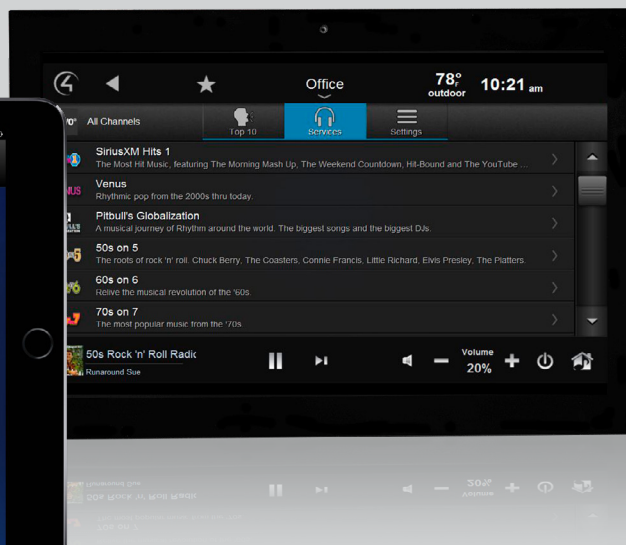 Office
78°F
outdoor
10:21 am
All Channels
Top 10
Services
Settings
SiriusXM Hits 1
The Most Hit Music, featuring The Morning Mash Up, The Weekend Countdown, Hit-Bound and The YouTube ...
Venus
Rhythmic pop from the 2000s thru today.
Pitbull's Globalization
A musical journey of Rhythm around the world. The biggest songs and the biggest DJs.
50s on 5
The roots of rock 'n' roll. Chuck Berry, The Coasters, Connie Francis, Little Richard, Elvis Presley, The Platters.
60s on 6
Relive the musical revolution of the '60s.
70s on 7
The most popular music from the '70s
50s Rock 'n' Roll Radio
Runaround Sue
Volume
20%